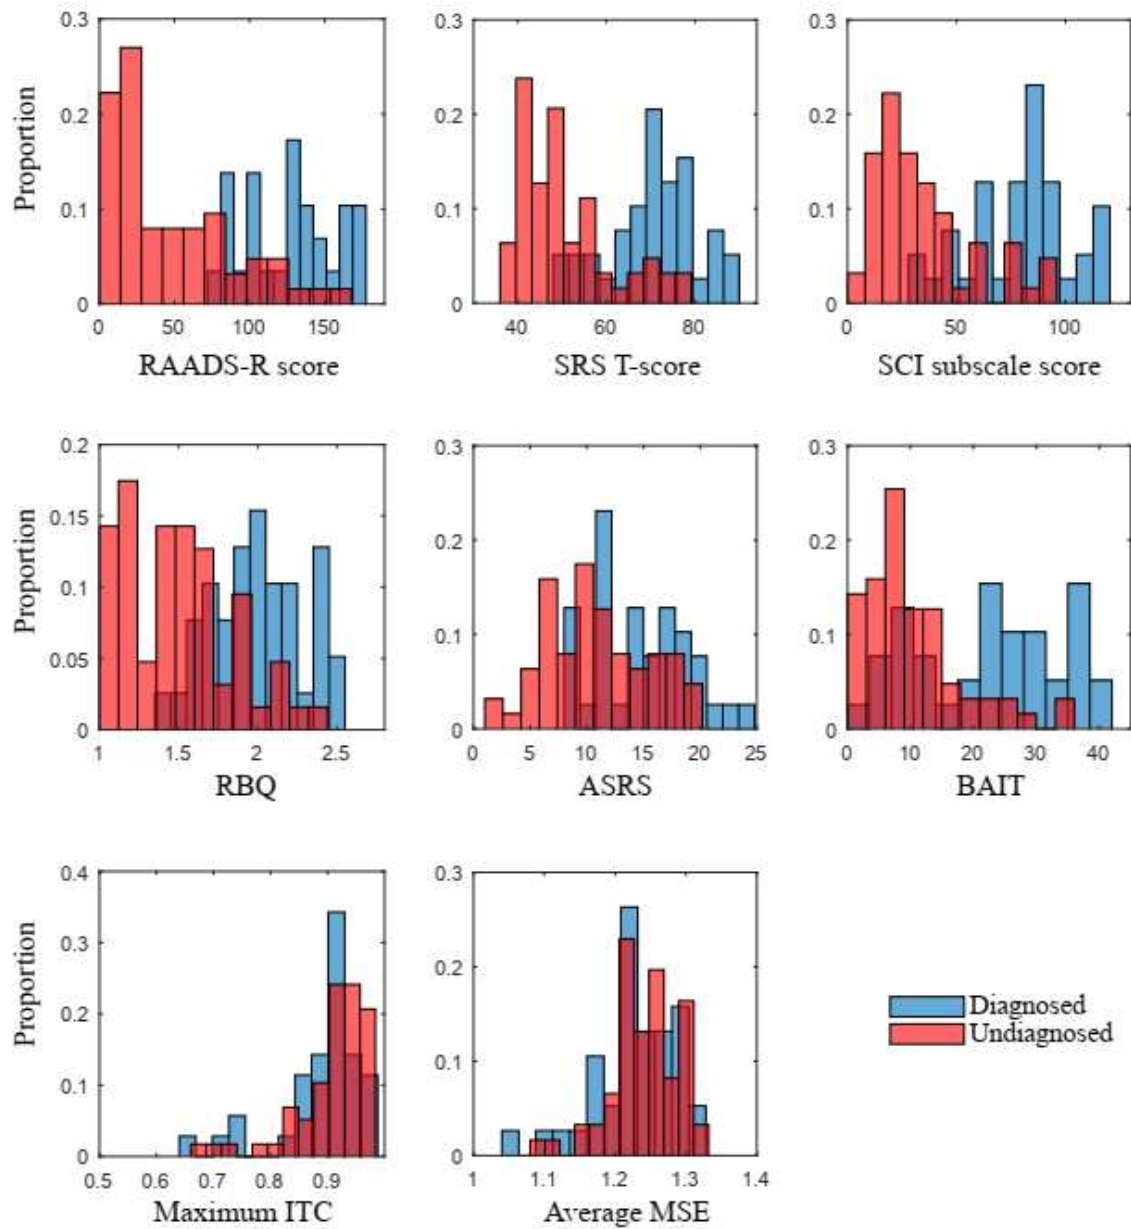 0.3
0.2
0.1
0
Proportion
0 50 100 150
RAADS-R score
0.3
0.2
0.1
0
40 60 80
SRS T-score
0.3
0.2
0.1
0
0 50 100
SCI subscale score
0.2
0.15
0.1
0.05
0
Proportion
1 1.5 2 2.5
RBQ
0.3
0.2
0.1
0
0 5 10 15 20 25
ASRS
0.3
0.2
0.1
0
0 10 20 30 40
BAIT
0.4
0.3
0.2
0.1
0
Proportion
0.5 0.6 0.7 0.8 0.9
Maximum ITC
0.3
0.2
0.1
0
1 1.1 1.2 1.3 1.4
Average MSE
Diagnosed
Undiagnosed